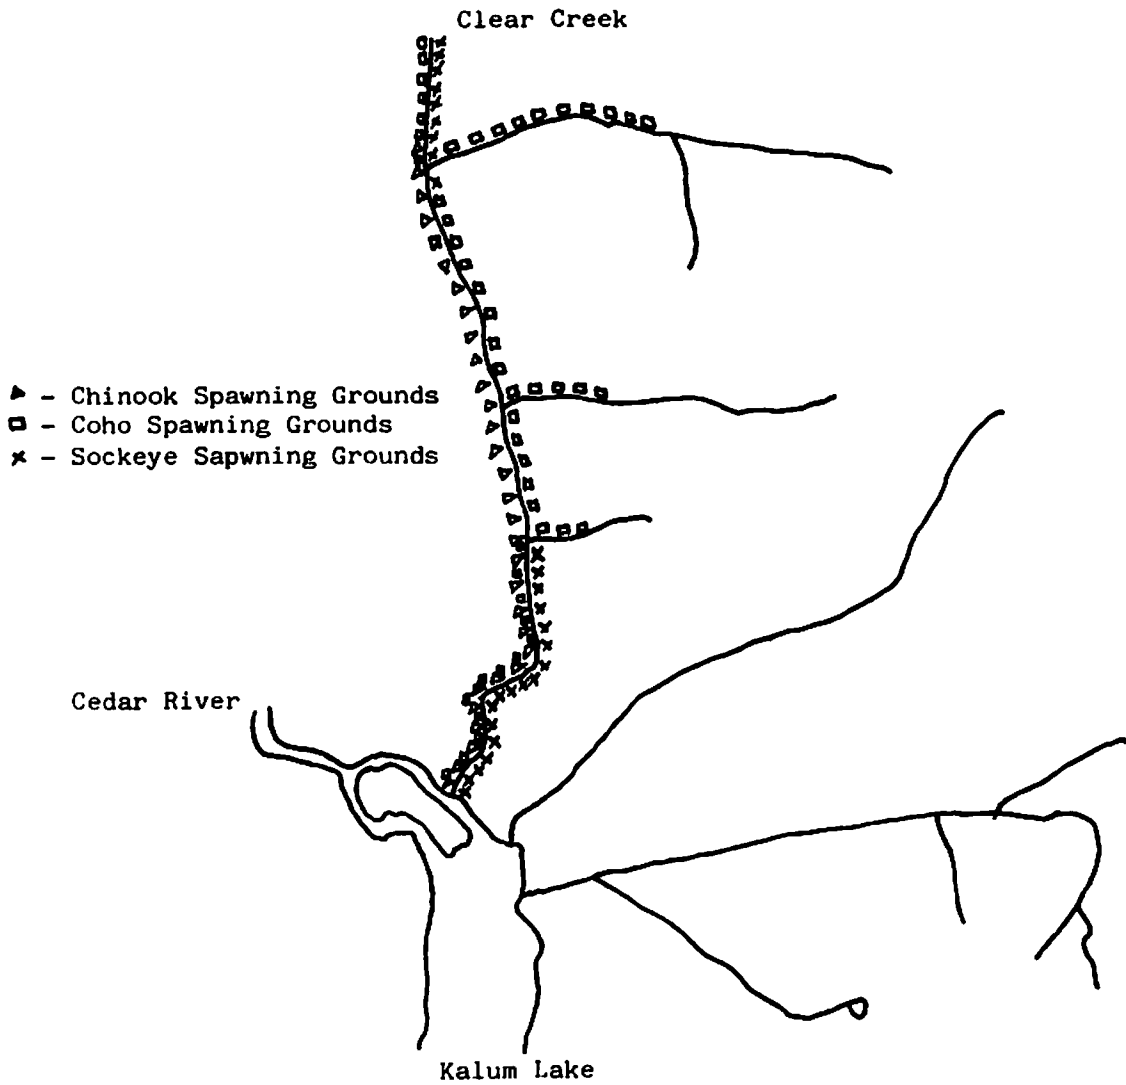 Clear Creek
– Chinook Spawning Grounds
– Coho Spawning Grounds
– Sockeye Sapwning Grounds
Cedar River
Kalum Lake